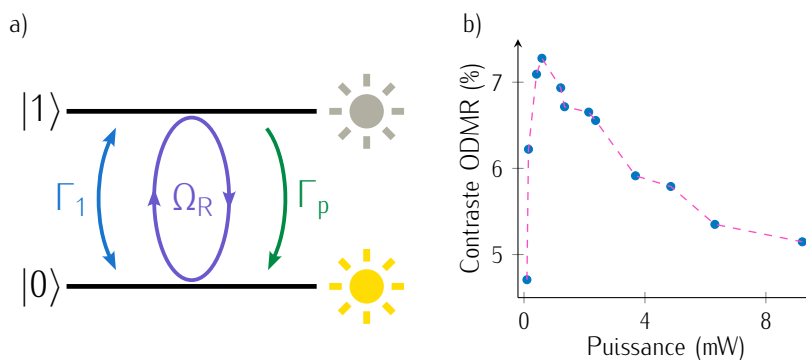 a)
|1⟩
Γ1
ΩR
Γp
|0⟩
b)
Contraste ODMR (%)
7
6
5
0 4 8
Puissance (mW)